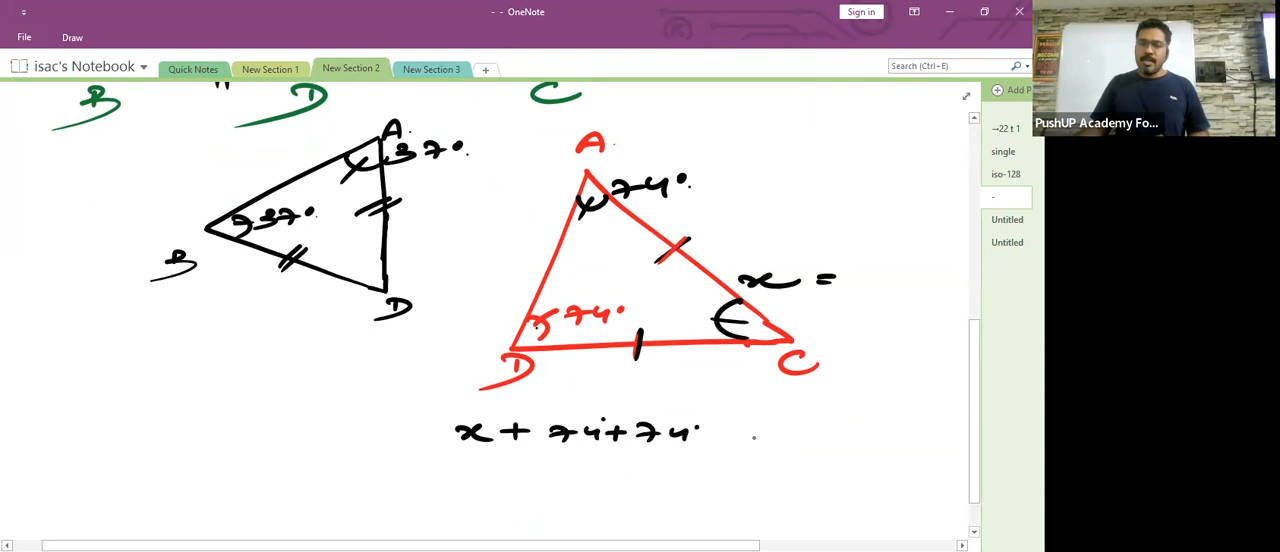 - - OneNote
Sign in
File
Draw
isac's Notebook
Quick Notes
New Section 1
New Section 2
New Section 3
Search (Ctrl+E)
Add P
→22 t 1
single
iso-128
-
Untitled
Untitled
PushUP Academy Fo...
B
D
C
A
37°
37°
B
D
A
74°
74°
x =
D
C
x + 74° + 74°